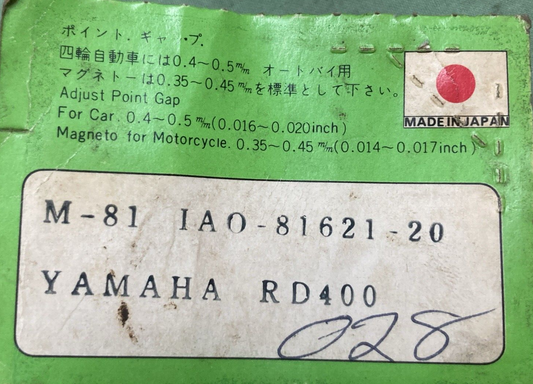 ポイント. ギャップ.
四輪自動車には0.4〜0.5㎜ オートバイ用
マグネトーは0.35〜0.45㎜を標準として下さい。
Adjust Point Gap
For Car. 0.4〜0.5 m/m(0.016〜0.020inch)
Magneto for Motorcycle. 0.35〜0.45 m/m(0.014〜0.017inch)
MADE IN JAPAN
M-81 IAO-81621-20
YAMAHA RD400
028